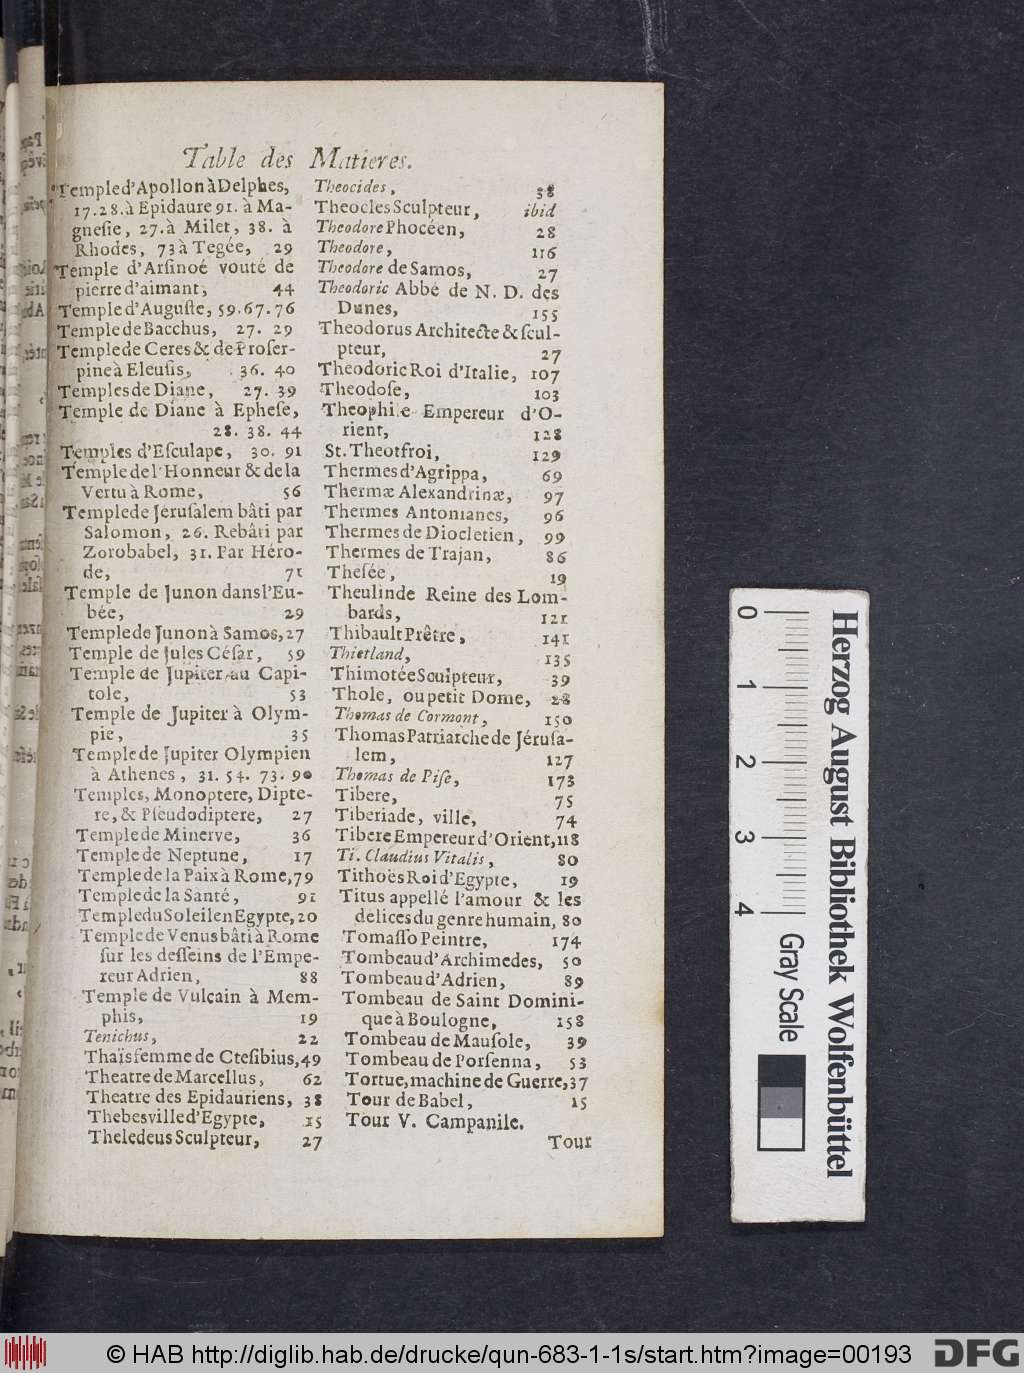 Table des Matieres.
Temple d'Apollon à Delphes,
17. 28. à Epidaure 91. à Ma-
gnesie, 27. à Milet, 38. à
Rhodes, 73 à Tegée, 29
Temple d'Arsinoé vouté de
pierre d'aimant, 44
Temple d'Auguste, 59. 67. 76
Temple de Bacchus, 27. 29
Temple de Ceres & de Proser-
pine à Eleusis, 36. 40
Temples de Diane, 27. 39
Temple de Diane à Ephese,
28. 38. 44
Temples d'Esculape, 30. 91
Temple de l'Honneur & de la
Vertu à Rome, 56
Temple de Jérusalem bâti par
Salomon, 26. Rebâti par
Zorobabel, 31. Par Héro-
de, 71
Temple de Junon dans l'Eu-
bée, 29
Temple de Junon à Samos, 27
Temple de Jules César, 59
Temple de Jupiter au Capi-
tole, 53
Temple de Jupiter à Olym-
pie, 35
Temple de Jupiter Olympien
à Athenes, 31. 54. 73. 90
Temples, Monoptere, Dipte-
re, & Pseudodiptere, 27
Temple de Minerve, 36
Temple de Neptune, 17
Temple de la Paix à Rome, 79
Temple de la Santé, 91
Temple du Soleil en Egypte, 20
Temple de Venus bâti à Rome
sur les desseins de l'Empe-
reur Adrien, 88
Temple de Vulcain à Mem-
phis, 19
Tenichus, 22
Thaïs femme de Ctesibius, 49
Theatre de Marcellus, 62
Theatre des Epidauriens, 38
Thebes ville d'Egypte, 15
Theledeus Sculpteur, 27
Theocides, 38
Theocles Sculpteur, ibid
Theodore Phocéen, 28
Theodore, 116
Theodore de Samos, 27
Theodoric Abbé de N. D. des
Dunes, 155
Theodorus Architecte & scul-
pteur, 27
Theodoric Roi d'Italie, 107
Theodose, 103
Theophile Empereur d'O-
rient, 128
St. Theotfroi, 129
Thermes d'Agrippa, 69
Thermæ Alexandrinæ, 97
Thermes Antonianes, 96
Thermes de Diocletien, 99
Thermes de Trajan, 86
Thesée, 19
Theulinde Reine des Lom-
bards, 121
Thibault Prêtre, 141
Thietland, 135
Thimotée Sculpteur, 39
Thole, ou petit Dome, 28
Thomas de Cormont, 150
Thomas Patriarche de Jérusa-
lem, 127
Thomas de Pise, 173
Tibere, 75
Tiberiade, ville, 74
Tibere Empereur d'Orient, 118
Ti. Claudius Vitalis, 80
Tithoës Roi d'Egypte, 19
Titus appellé l'amour & les
délices du genre humain, 80
Tomasso Peintre, 174
Tombeau d'Archimedes, 50
Tombeau d'Adrien, 89
Tombeau de Saint Domini-
que à Boulogne, 158
Tombeau de Mausole, 39
Tombeau de Porsenna, 53
Tortue, machine de Guerre, 37
Tour de Babel, 15
Tour V. Campanile.
Tour
0 1 2 3 4
Gray Scale
Herzog August Bibliothek Wolfenbüttel
© HAB http://diglib.hab.de/drucke/qun-683-1-1s/start.htm?image=00193
DFG